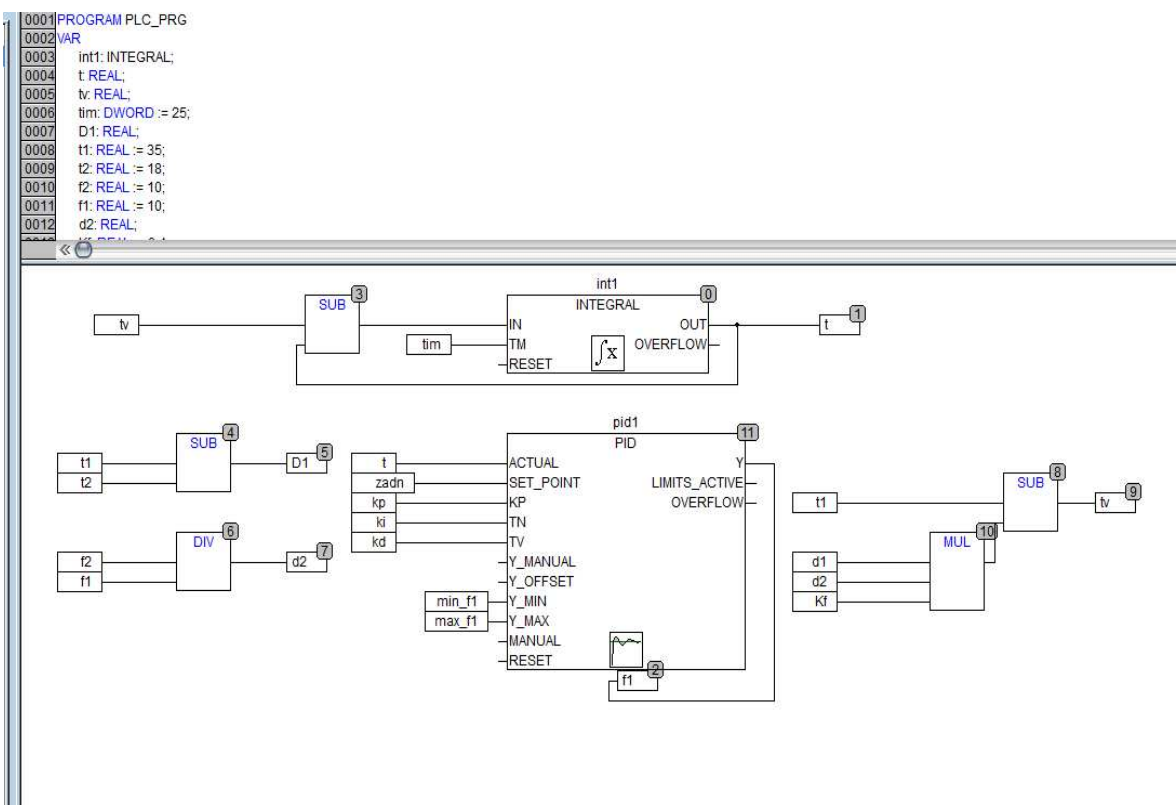 0001 PROGRAM PLC_PRG
0002 VAR
0003 int1: INTEGRAL;
0004 t: REAL;
0005 tv: REAL;
0006 tim: DWORD := 25;
0007 D1: REAL;
0008 t1: REAL := 35;
0009 t2: REAL := 18;
0010 f2: REAL := 10;
0011 f1: REAL := 10;
0012 d2: REAL;
int1
SUB 3
INTEGRAL 0
tv
IN
OUT
t 1
tim
TM
OVERFLOW
RESET
∫x
pid1
SUB 4
PID 11
t1
t2
D1 5
t
ACTUAL
Y
zadn
SET_POINT
LIMITS_ACTIVE
kp
KP
OVERFLOW
ki
TN
kd
TV
SUB 8
t1
tv 9
DIV 6
f2
f1
d2 7
Y_MANUAL
Y_OFFSET
min_f1
Y_MIN
max_f1
Y_MAX
MANUAL
RESET
f1 2
MUL 10
d1
d2
Kf